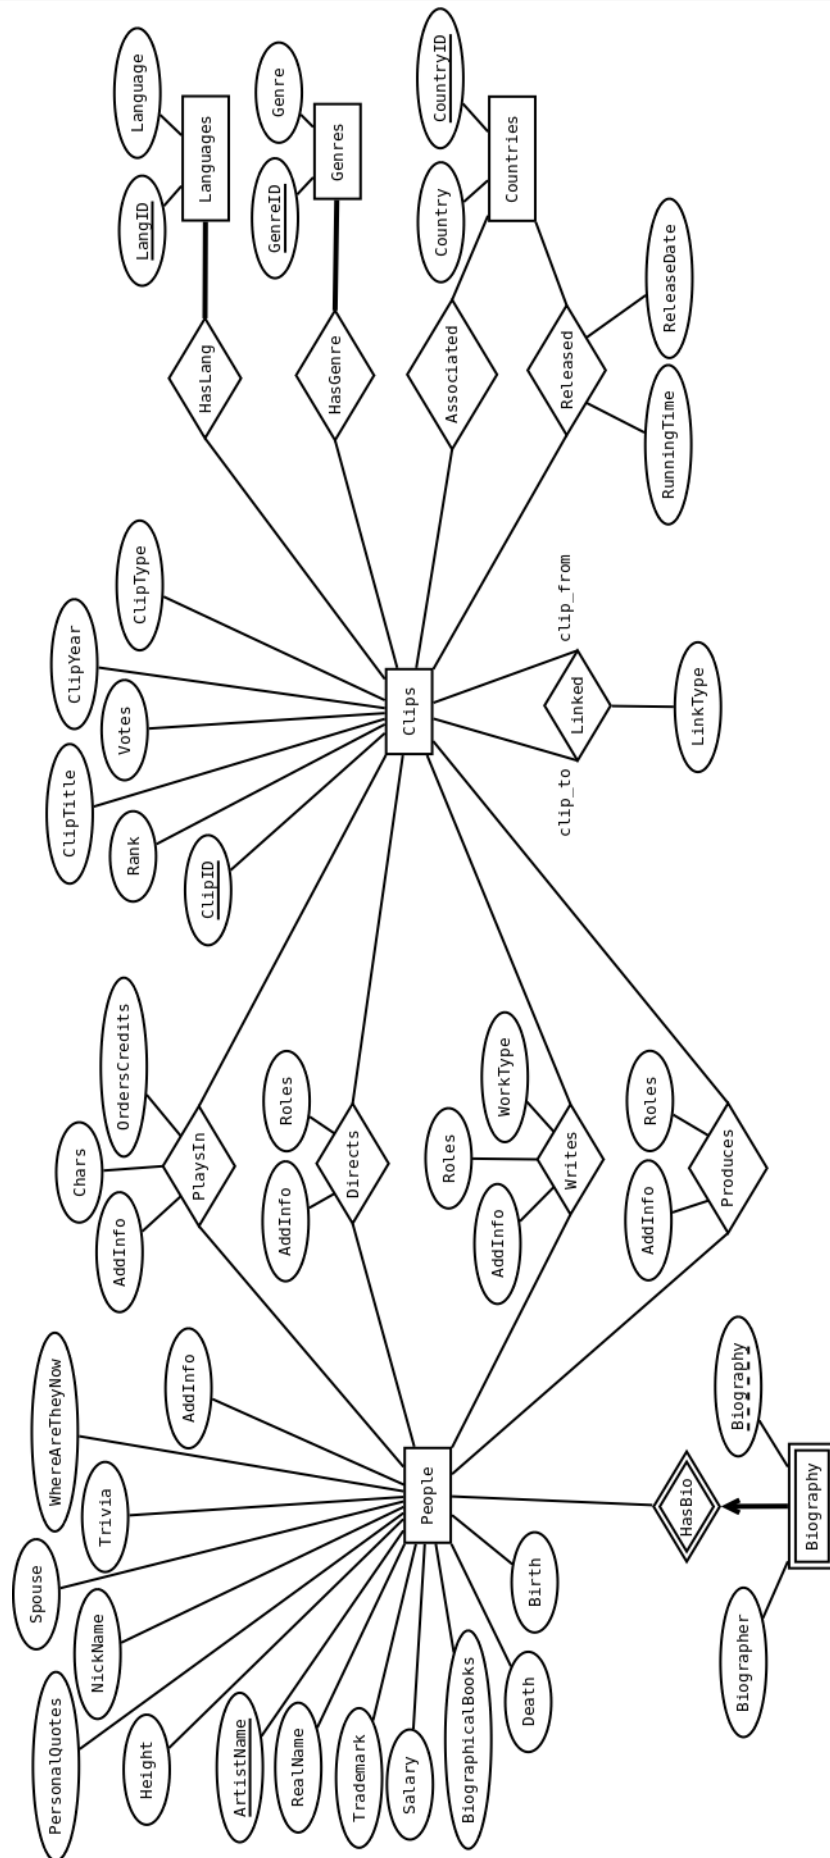 Language
LangID
Languages
Genre
GenreID
Genres
CountryID
Country
Countries
HasLang
HasGenre
Associated
Released
ReleaseDate
RunningTime
ClipType
ClipYear
Votes
ClipTitle
Rank
ClipID
Clips
clip_from
Linked
clip_to
LinkType
OrdersCredits
Chars
AddInfo
PlaysIn
Roles
AddInfo
Directs
WorkType
Roles
AddInfo
Writes
Roles
AddInfo
Produces
AddInfo
WhereAreTheyNow
Trivia
Spouse
NickName
PersonalQuotes
Height
ArtistName
RealName
Trademark
Salary
BiographicalBooks
Death
Birth
People
HasBio
Biography
Biography
Biographer